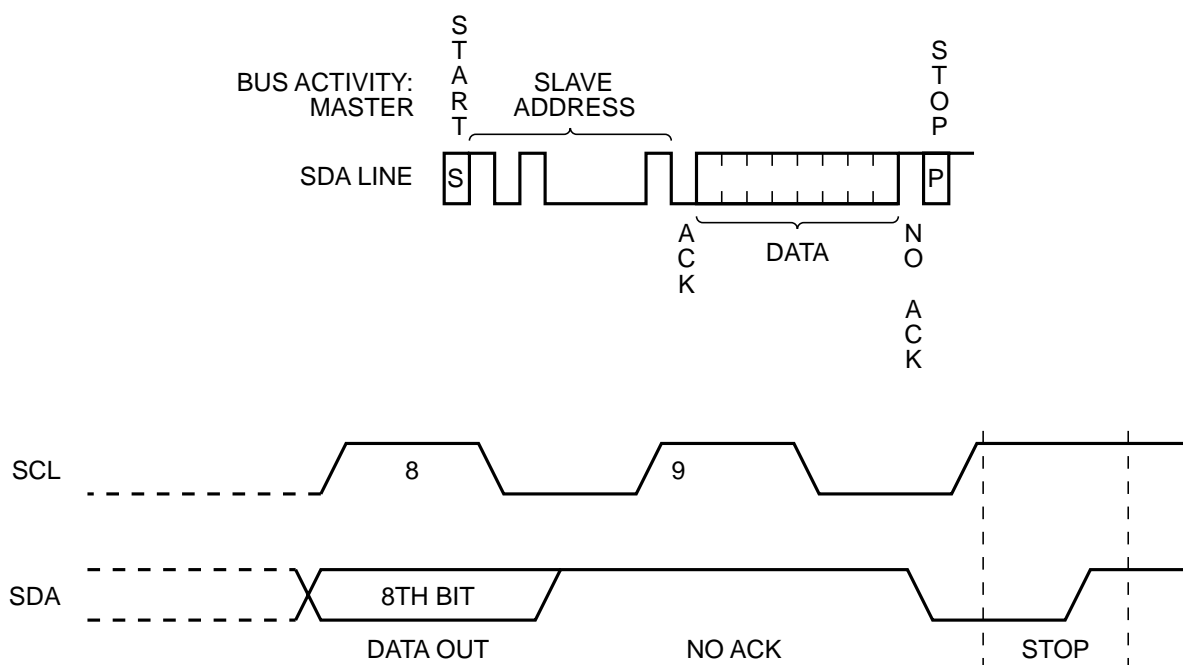 START
STOP
BUS ACTIVITY:
MASTER
SLAVE
ADDRESS
SDA LINE
S
P
ACK
DATA
NO ACK
SCL
8
9
SDA
8TH BIT
DATA OUT
NO ACK
STOP